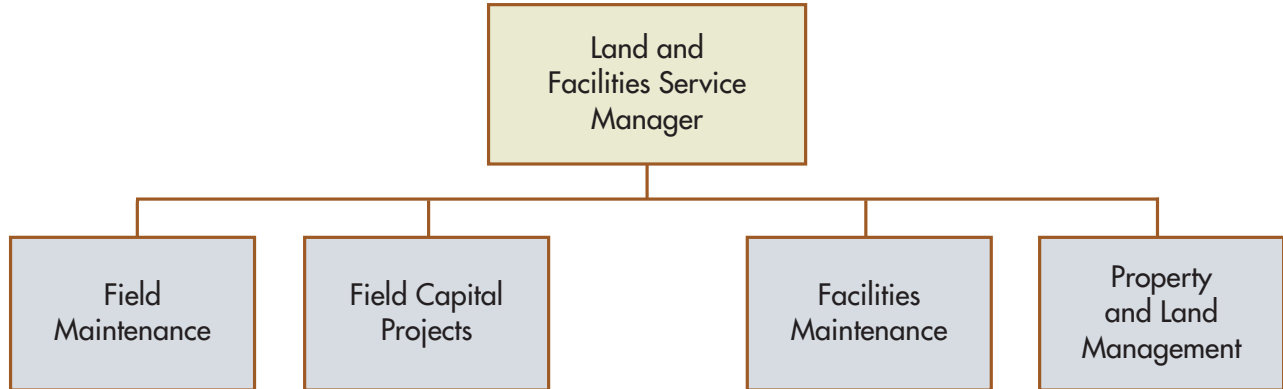 Land and
Facilities Service
Manager
Field
Maintenance
Field Capital
Projects
Facilities
Maintenance
Property
and Land
Management